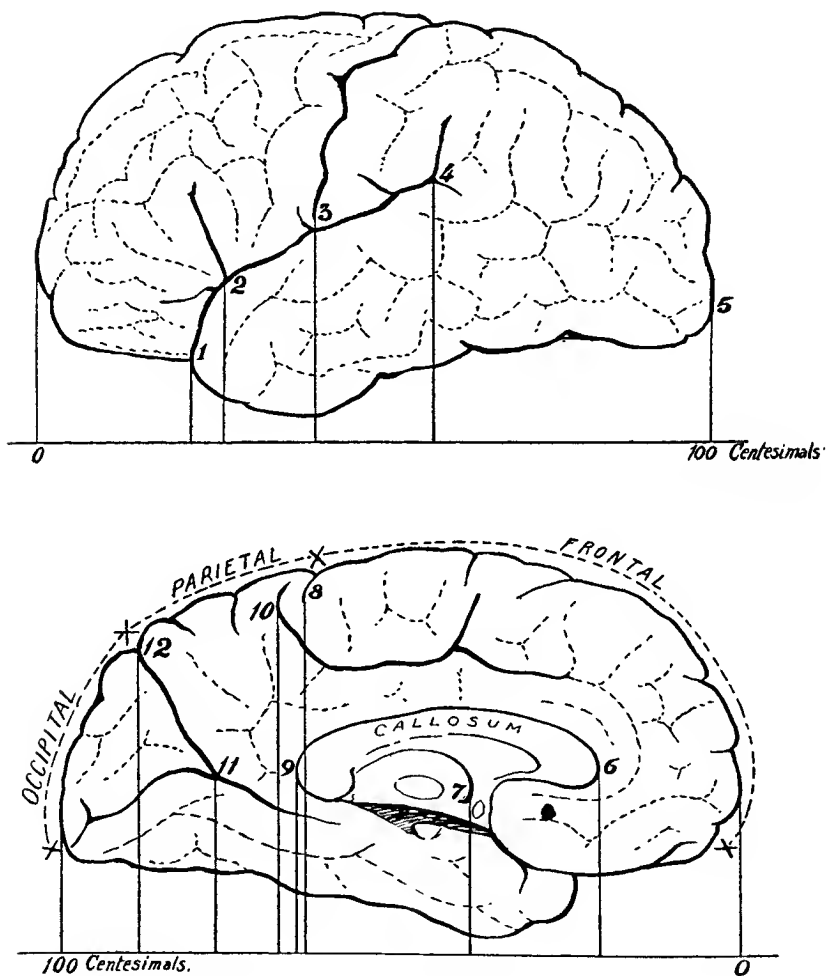 4
3
2
5
1
0
100 Centesimals.
FRONTAL
PARIETAL
8
10
12
CALLOSUM
OCCIPITAL
11
9
7
6
100 Centesimals.
0